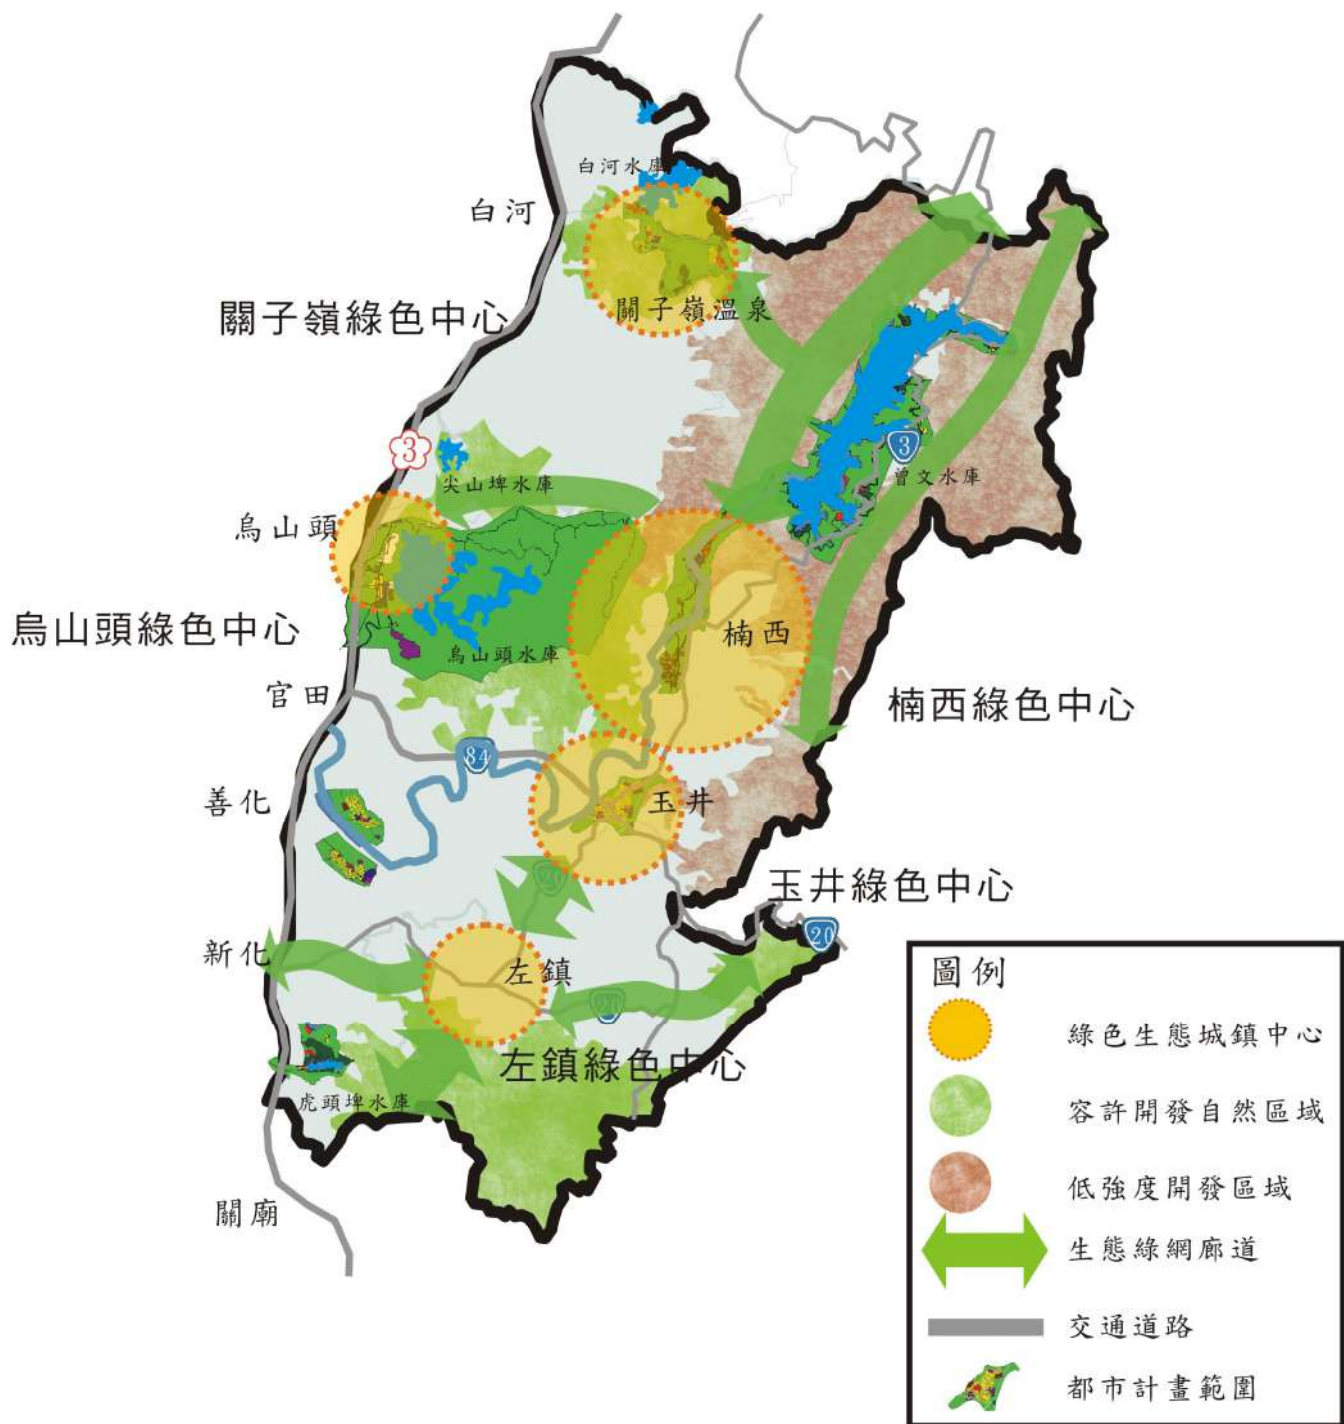 白河水庫
白河
關子嶺溫泉
關子嶺綠色中心
3
3
尖山埤水庫
曾文水庫
烏山頭
烏山頭綠色中心
楠西
烏山頭水庫
官田
楠西綠色中心
84
善化
玉井
玉井綠色中心
20
20
新化
左鎮
20
左鎮綠色中心
虎頭埤水庫
關廟
圖例
綠色生態城鎮中心
容許開發自然區域
低強度開發區域
生態綠網廊道
交通道路
都市計畫範圍